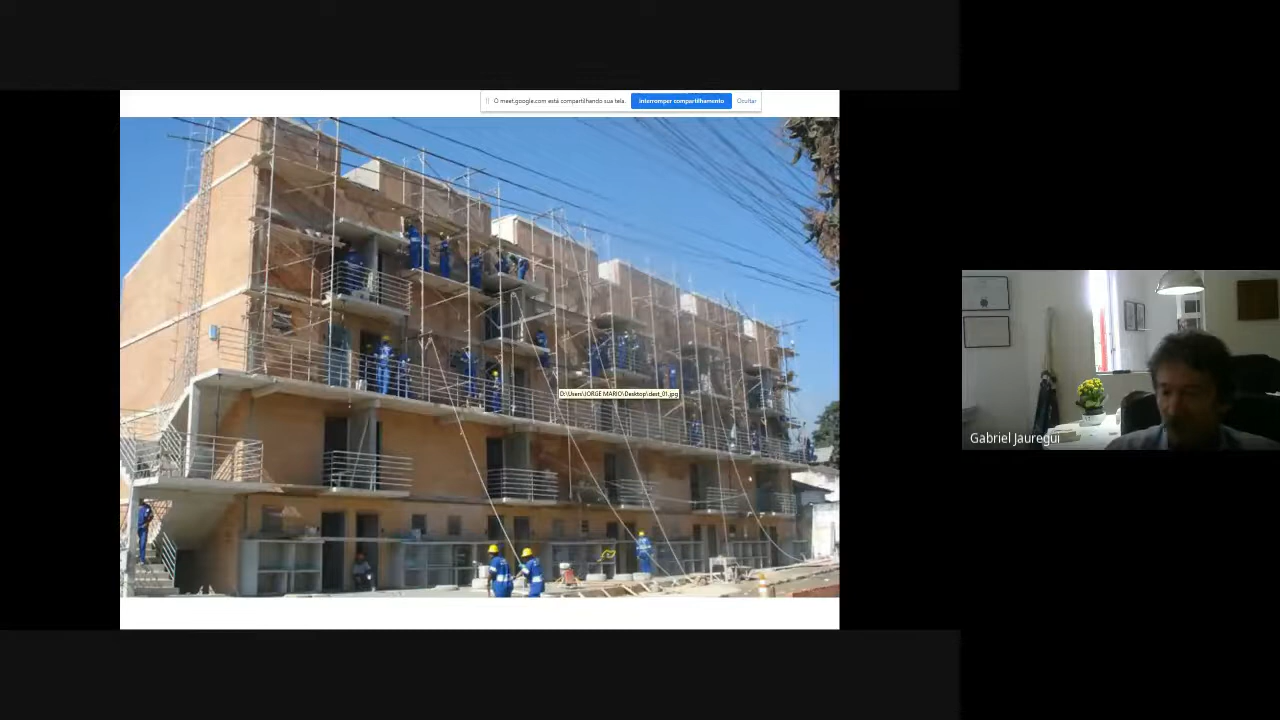 O meet.google.com está compartilhando sua tela.
Interromper compartilhamento
Ocultar
D:\Users\JORGE MARIO\Desktop\dest_01.jpg
Gabriel Jauregui